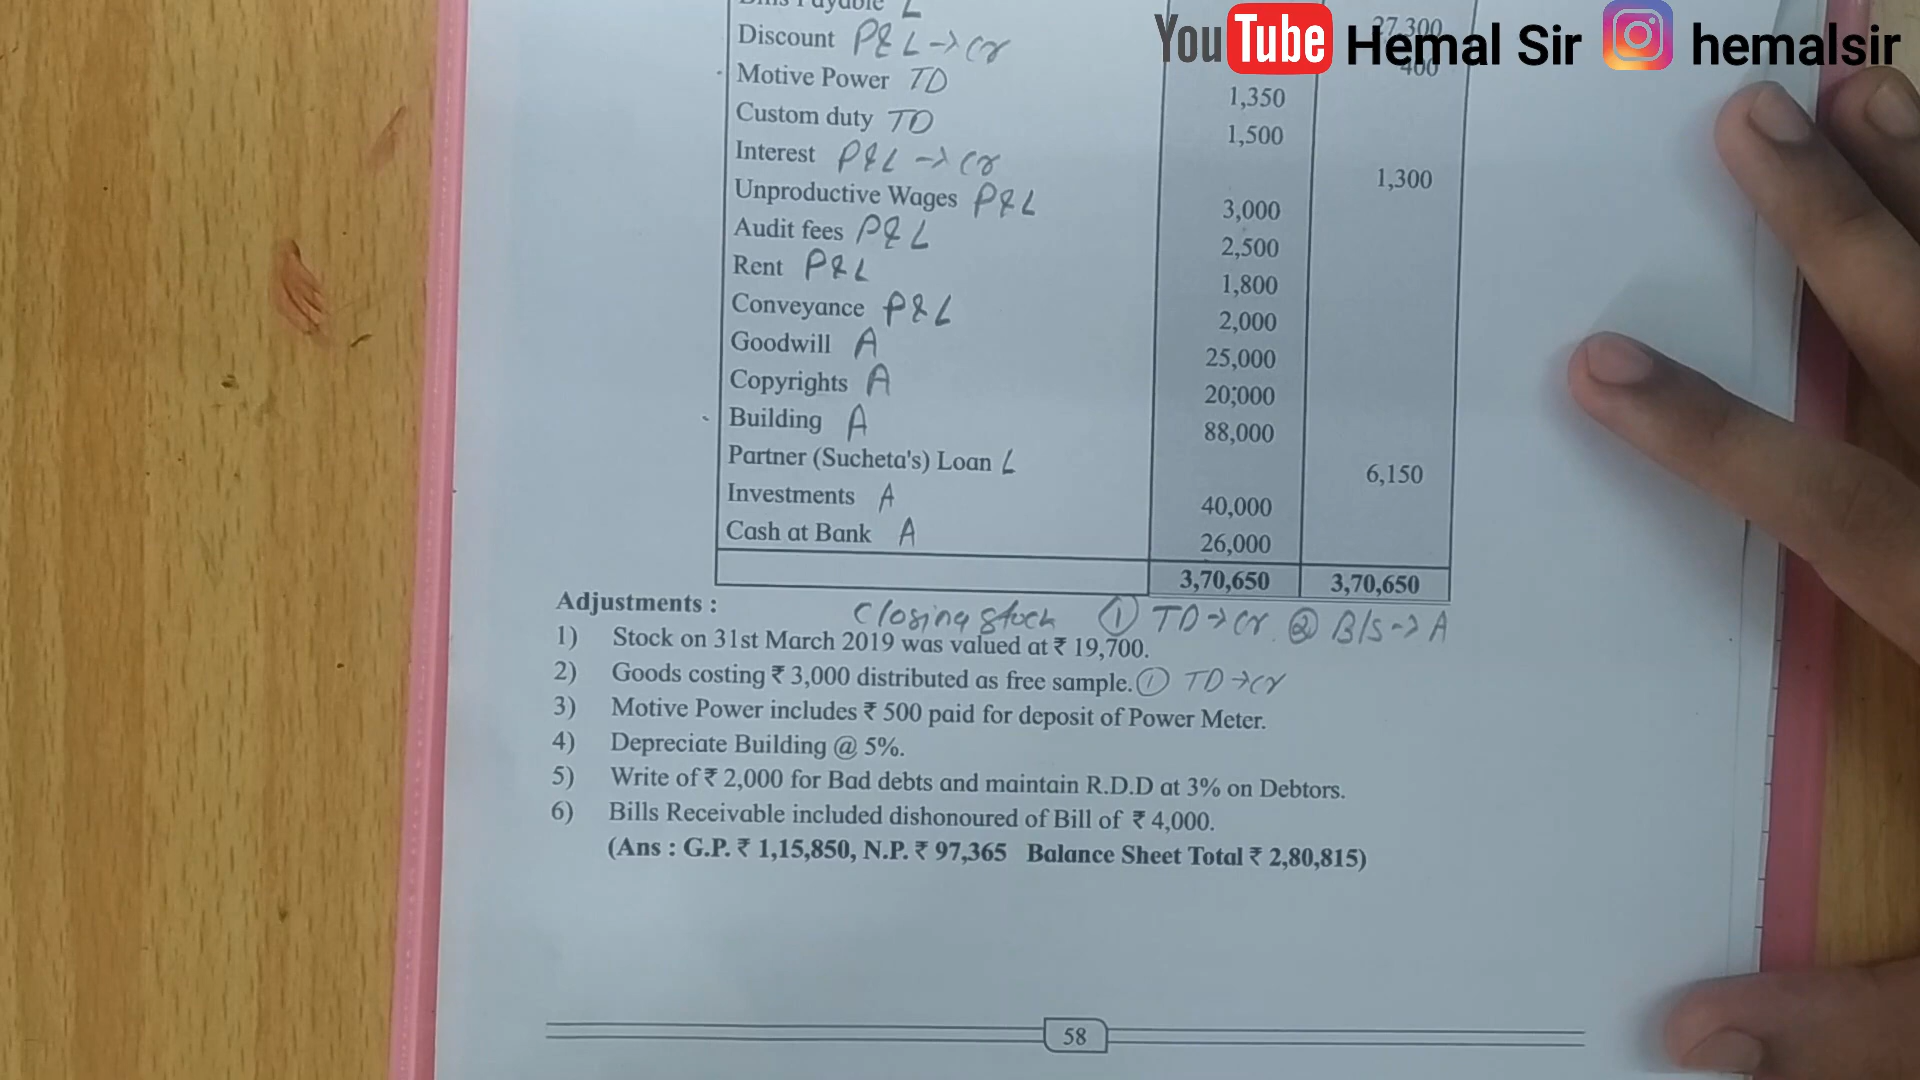 YouTube Hemal Sir hemalsir
Bills Payable L 27,300
Discount P&L→Cr 400
Motive Power TD 1,350
Custom duty TD 1,500
Interest P&L→Cr 1,300
Unproductive Wages P&L 3,000
Audit fees P&L 2,500
Rent P&L 1,800
Conveyance P&L 2,000
Goodwill A 25,000
Copyrights A 20,000
Building A 88,000
Partner (Sucheta's) Loan L 6,150
Investments A 40,000
Cash at Bank A 26,000
3,70,650 3,70,650
Adjustments :
Closing stock ① TD→Cr ② B/S→A
1) Stock on 31st March 2019 was valued at ₹ 19,700.
2) Goods costing ₹ 3,000 distributed as free sample. ① TD→Cr
3) Motive Power includes ₹ 500 paid for deposit of Power Meter.
4) Depreciate Building @ 5%.
5) Write of ₹ 2,000 for Bad debts and maintain R.D.D at 3% on Debtors.
6) Bills Receivable included dishonoured of Bill of ₹ 4,000.
(Ans : G.P. ₹ 1,15,850, N.P. ₹ 97,365 Balance Sheet Total ₹ 2,80,815)
58